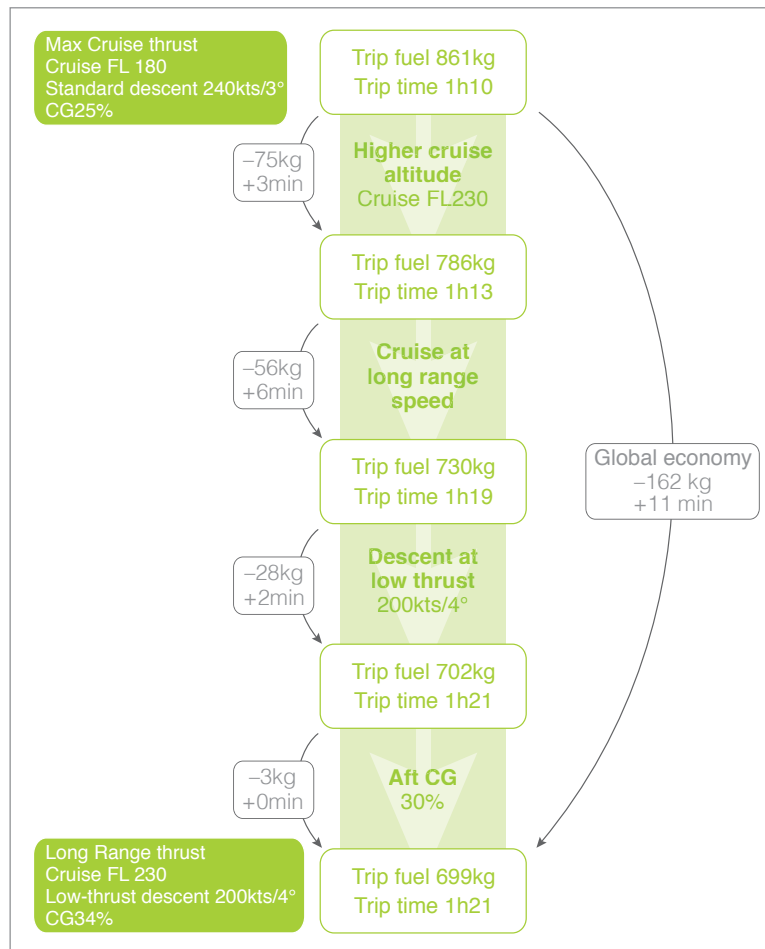 Max Cruise thrust
Cruise FL 180
Standard descent 240kts/3°
CG25%
Trip fuel 861kg
Trip time 1h10
–75kg
+3min
Higher cruise
altitude
Cruise FL230
Trip fuel 786kg
Trip time 1h13
–56kg
+6min
Cruise at
long range
speed
Trip fuel 730kg
Trip time 1h19
Global economy
–162 kg
+11 min
–28kg
+2min
Descent at
low thrust
200kts/4°
Trip fuel 702kg
Trip time 1h21
–3kg
+0min
Aft CG
30%
Long Range thrust
Cruise FL 230
Low-thrust descent 200kts/4°
CG34%
Trip fuel 699kg
Trip time 1h21